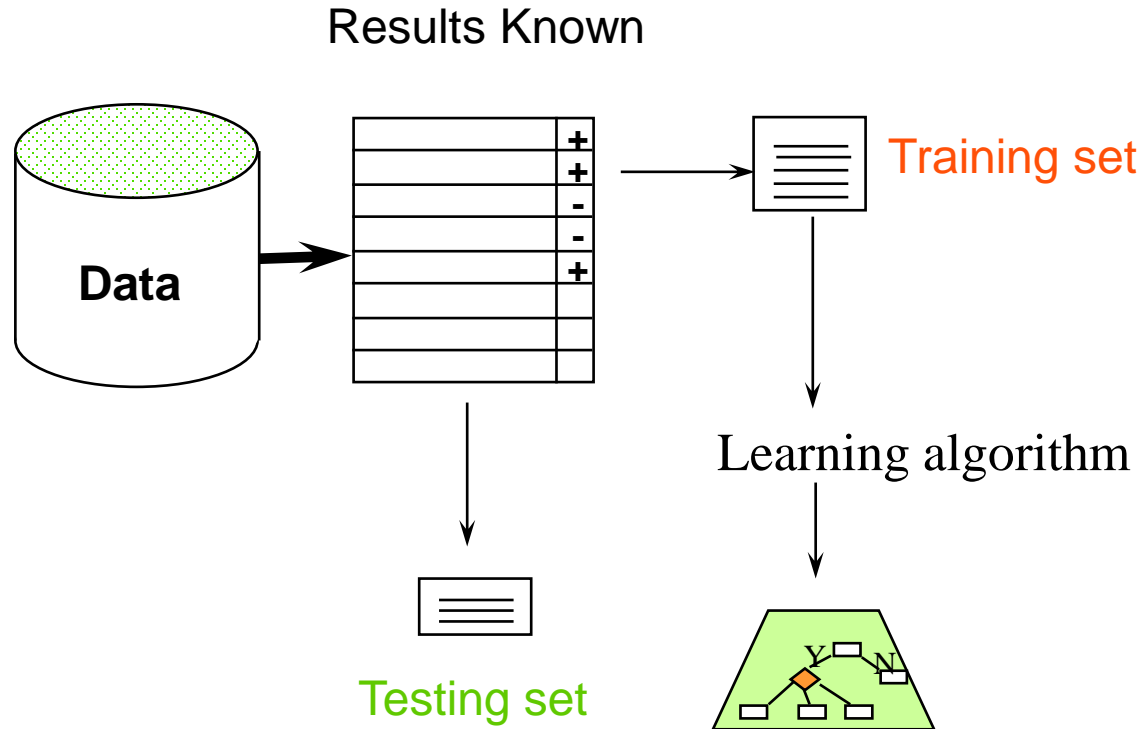 Results Known
+
+
-
-
+
Training set
Data
Learning algorithm
Y
N
Testing set